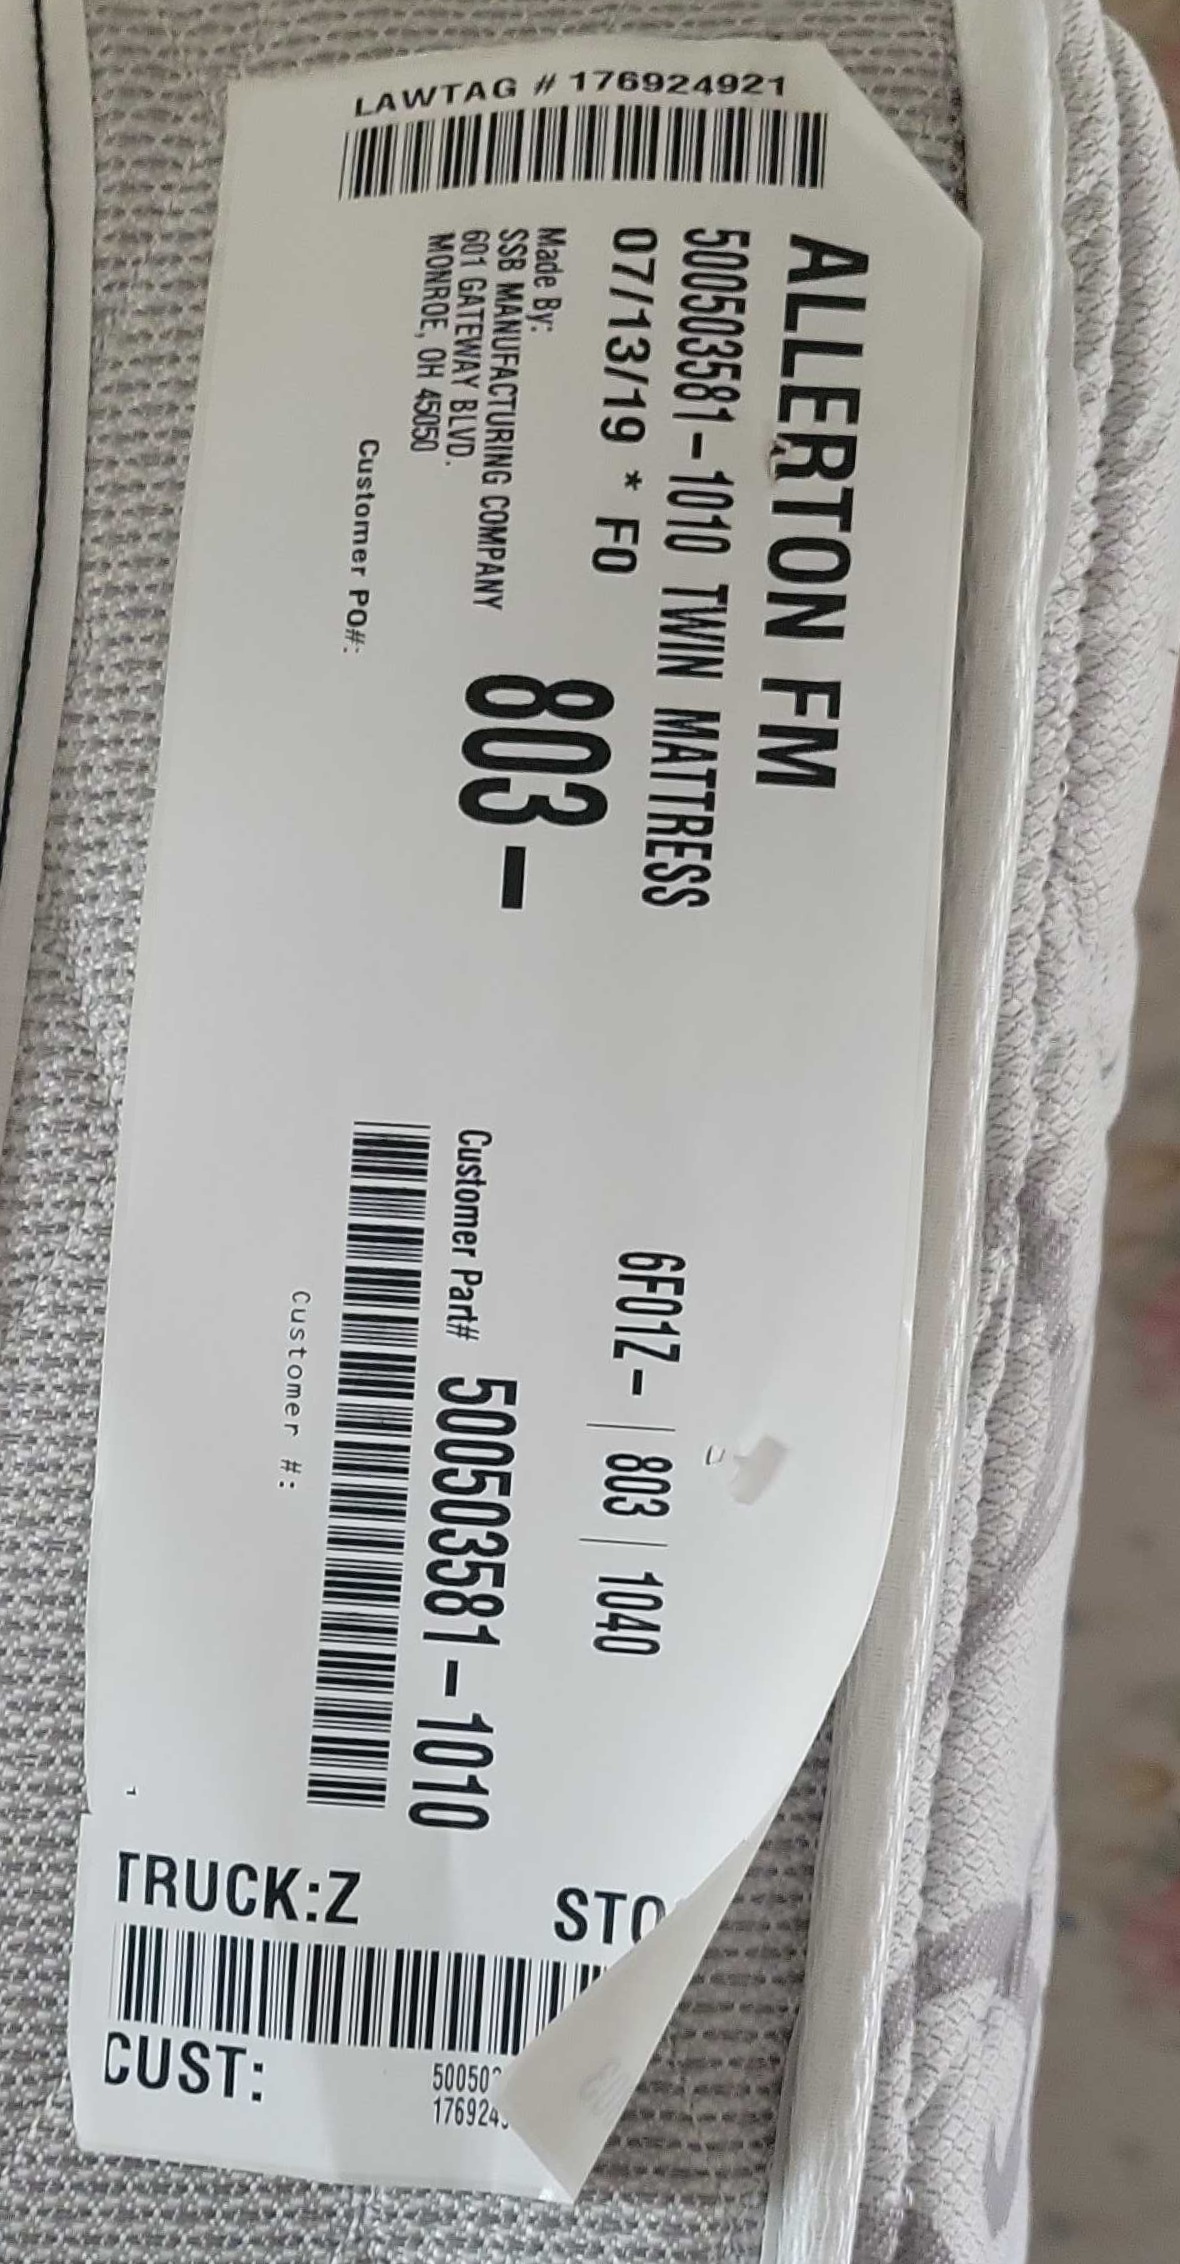 LAWTAG # 176924921
ALLERTON FM
500503581-1010 TWIN MATTRESS
07/13/19 * F0
Made By:
SSB MANUFACTURING COMPANY
601 GATEWAY BLVD.
MONROE, OH 45050
803-
Customer PO#:
6F01Z- | 803 | 1040
Customer Part# 500503581-1010
Customer #:
TRUCK:Z
CUST: